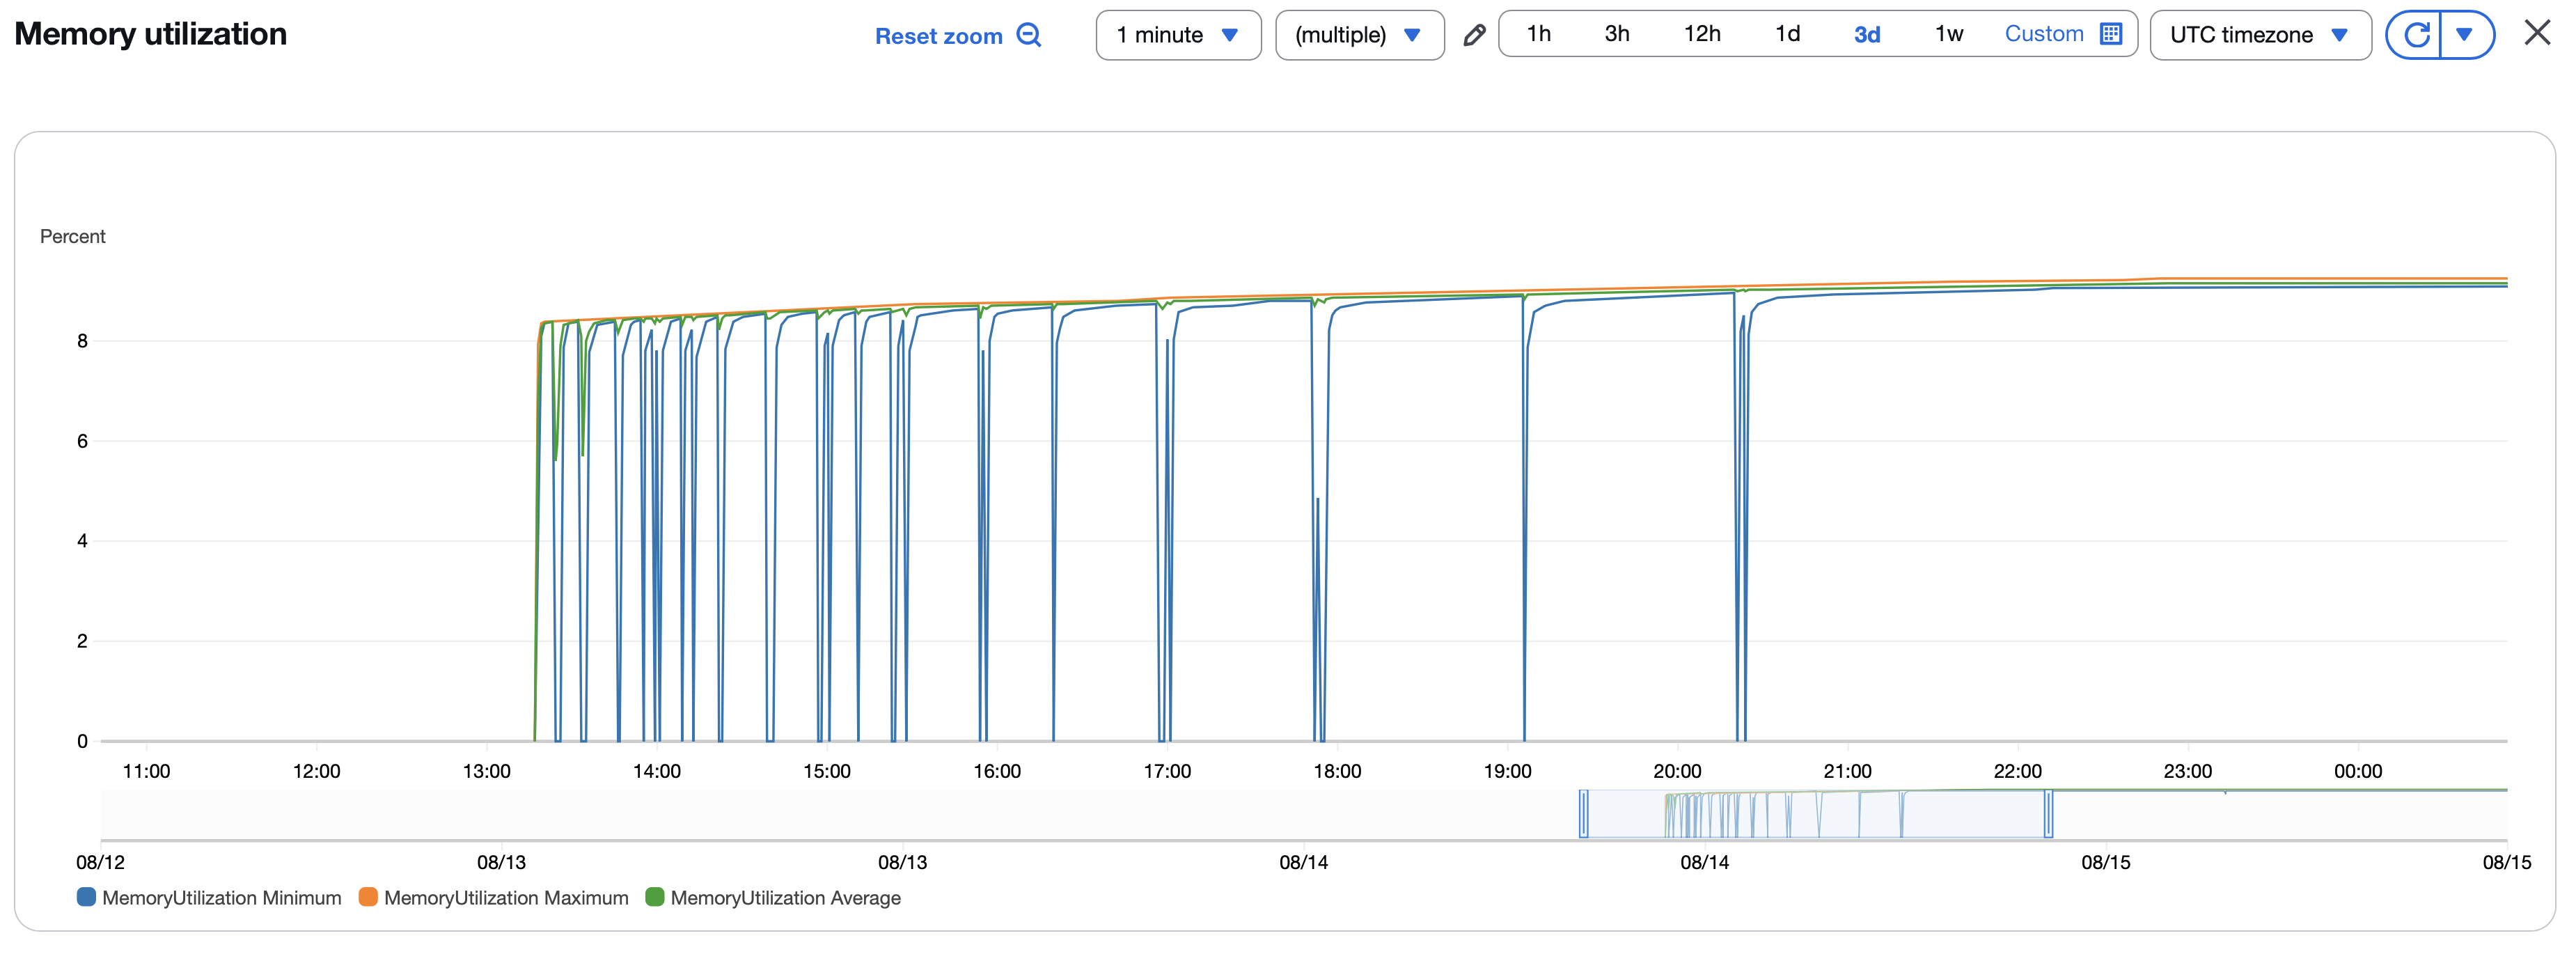 Memory utilization
Reset zoom
1 minute
(multiple)
1h 3h 12h 1d 3d 1w Custom
UTC timezone
Percent
8
6
4
2
0
11:00 12:00 13:00 14:00 15:00 16:00 17:00 18:00 19:00 20:00 21:00 22:00 23:00 00:00
08/12 08/13 08/13 08/14 08/14 08/15 08/15
MemoryUtilization Minimum MemoryUtilization Maximum MemoryUtilization Average